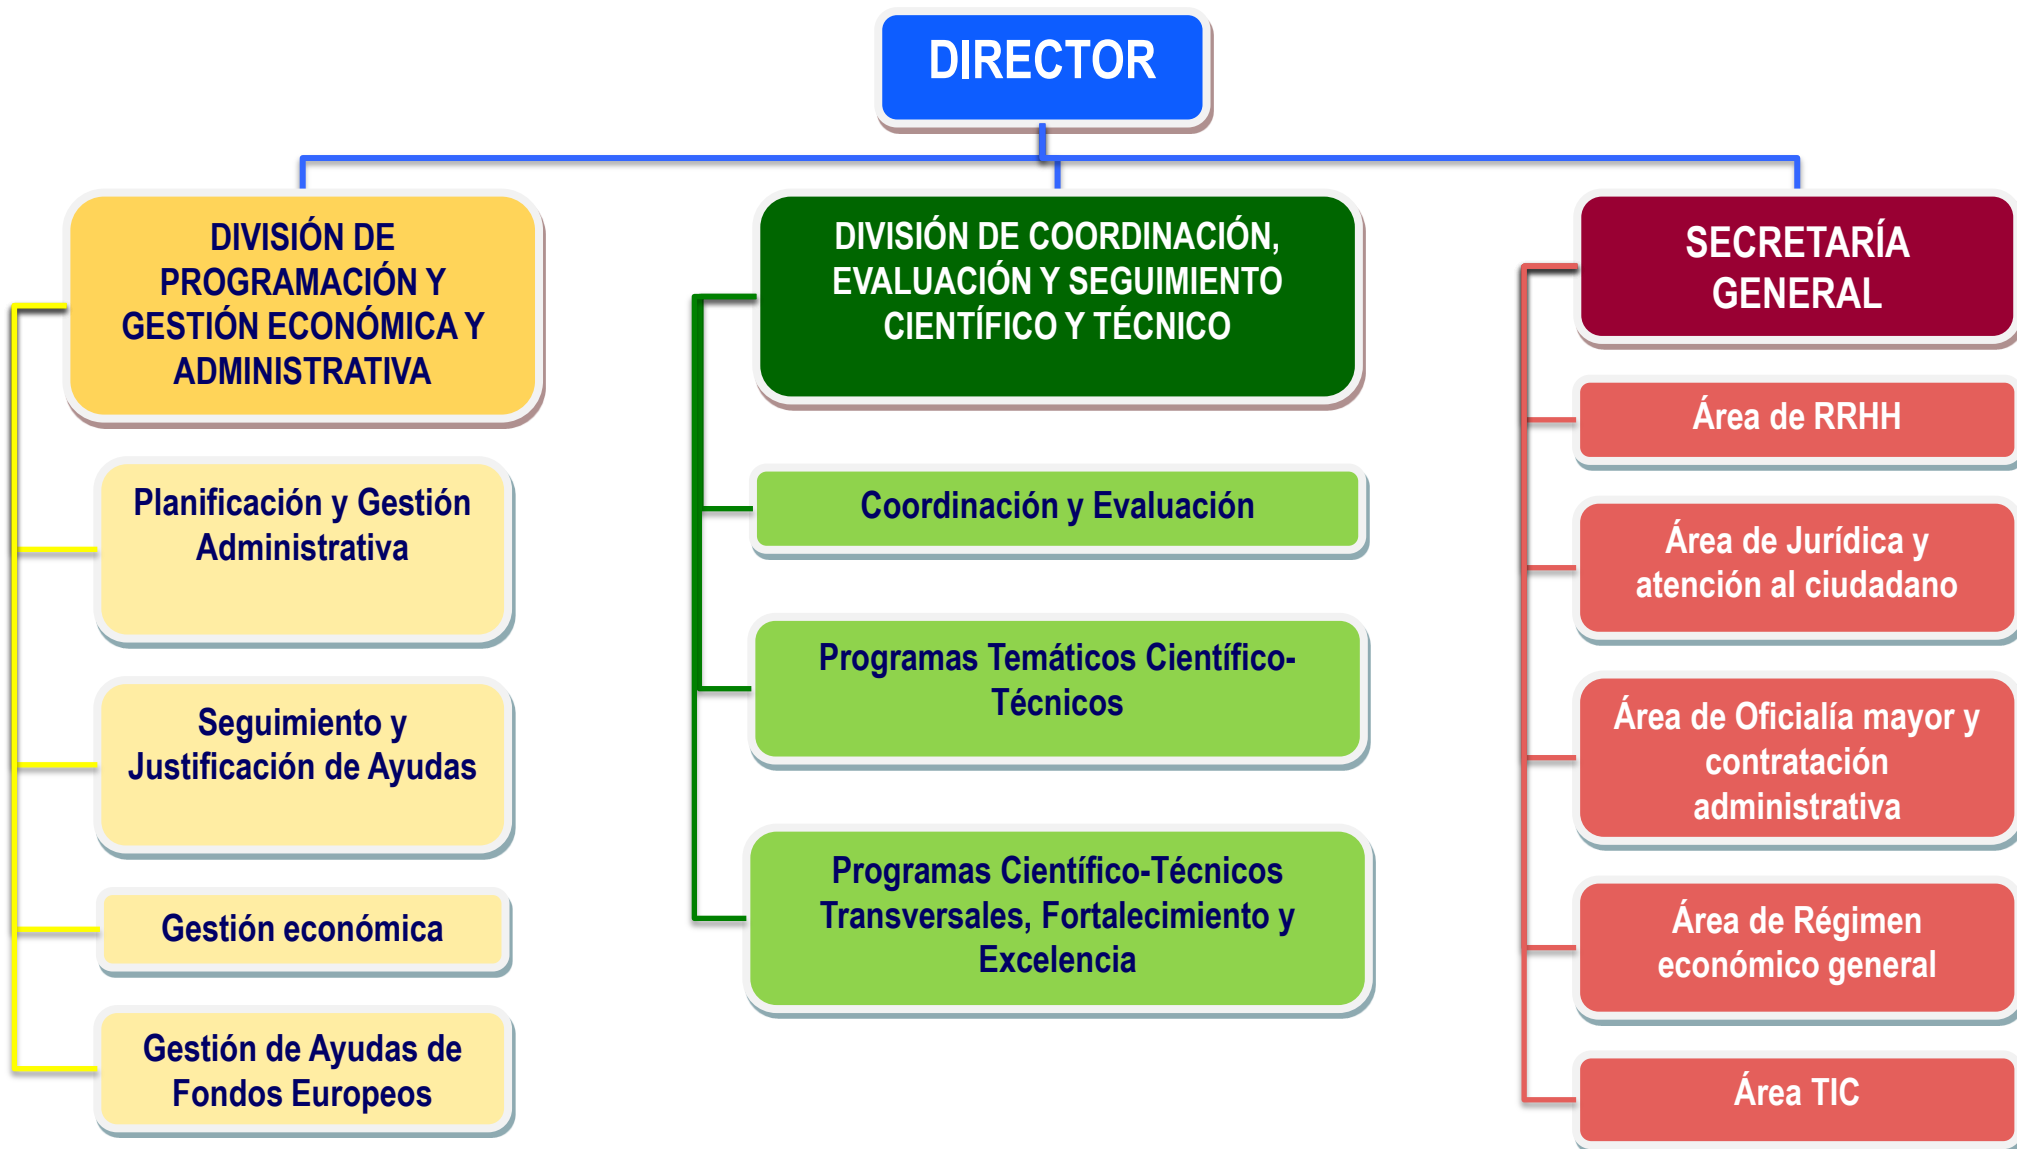 DIRECTOR
DIVISIÓN DE
PROGRAMACIÓN Y
GESTIÓN ECONÓMICA Y
ADMINISTRATIVA
Planificación y Gestión
Administrativa
Seguimiento y
Justificación de Ayudas
Gestión económica
Gestión de Ayudas de
Fondos Europeos
DIVISIÓN DE COORDINACIÓN,
EVALUACIÓN Y SEGUIMIENTO
CIENTÍFICO Y TÉCNICO
Coordinación y Evaluación
Programas Temáticos Científico-
Técnicos
Programas Científico-Técnicos
Transversales, Fortalecimiento y
Excelencia
SECRETARÍA
GENERAL
Área de RRHH
Área de Jurídica y
atención al ciudadano
Área de Oficialía mayor y
contratación
administrativa
Área de Régimen
económico general
Área TIC